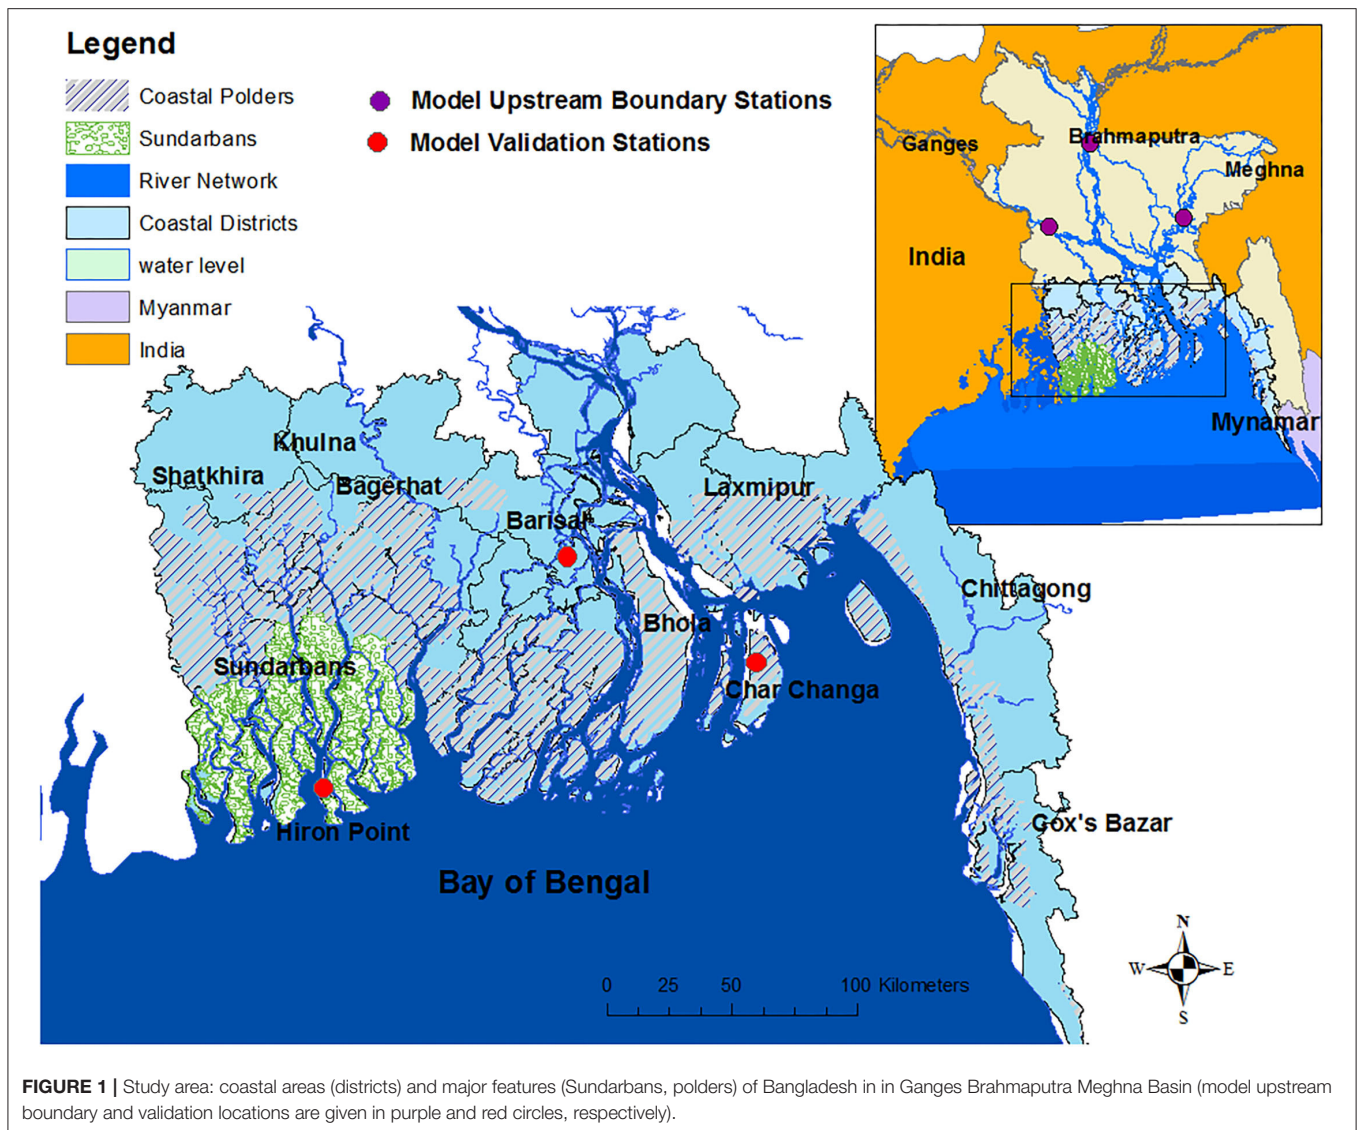 Legend
Coastal Polders
Sundarbans
River Network
Coastal Districts
water level
Myanmar
India
Model Upstream Boundary Stations
Model Validation Stations
Brahmaputra
Ganges
Meghna
India
Mynamar
Khulna
Shatkhira
Bagerhat
Laxmipur
Barisal
Chittagong
Bhola
Sundarbans
Char Changa
Hiron Point
Cox's Bazar
Bay of Bengal
N
W E
S
0 25 50 100 Kilometers
FIGURE 1 | Study area: coastal areas (districts) and major features (Sundarbans, polders) of Bangladesh in in Ganges Brahmaputra Meghna Basin (model upstream
boundary and validation locations are given in purple and red circles, respectively).